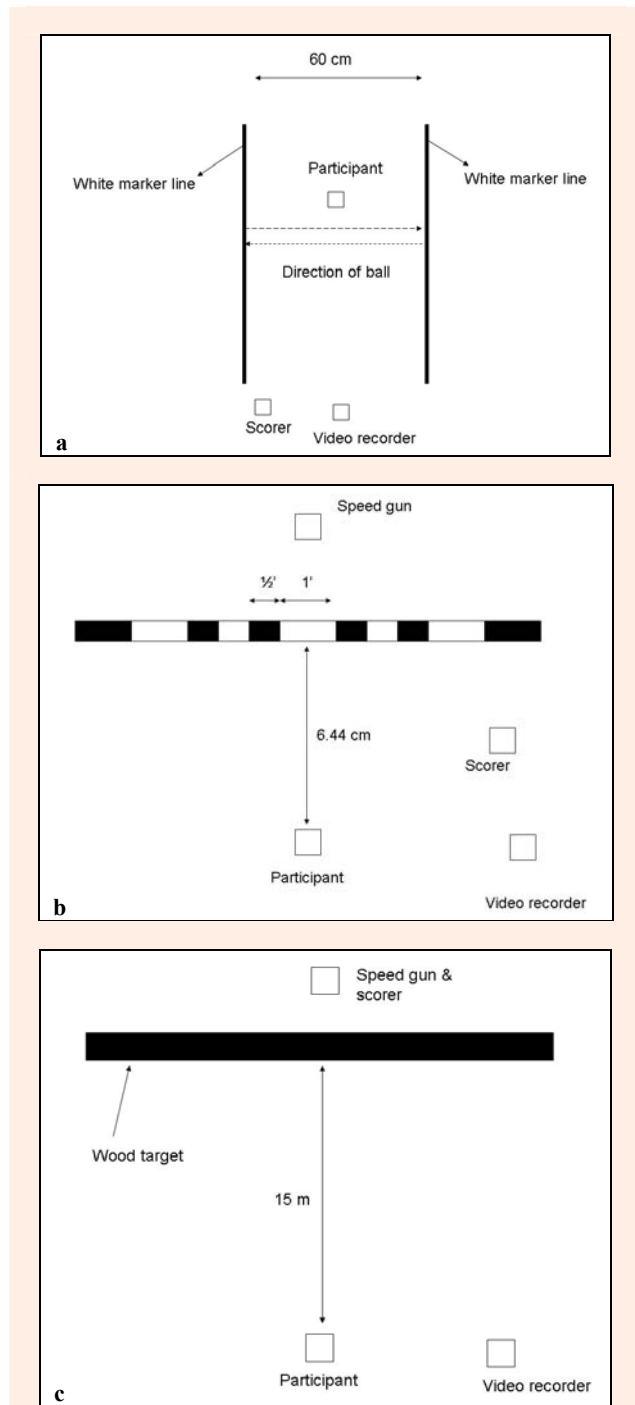 60 cm
White marker line
Participant
White marker line
Direction of ball
Scorer
Video recorder
a
Speed gun
½' 1'
6.44 cm
Scorer
Participant
Video recorder
b
Speed gun &
scorer
Wood target
15 m
Participant
Video recorder
c